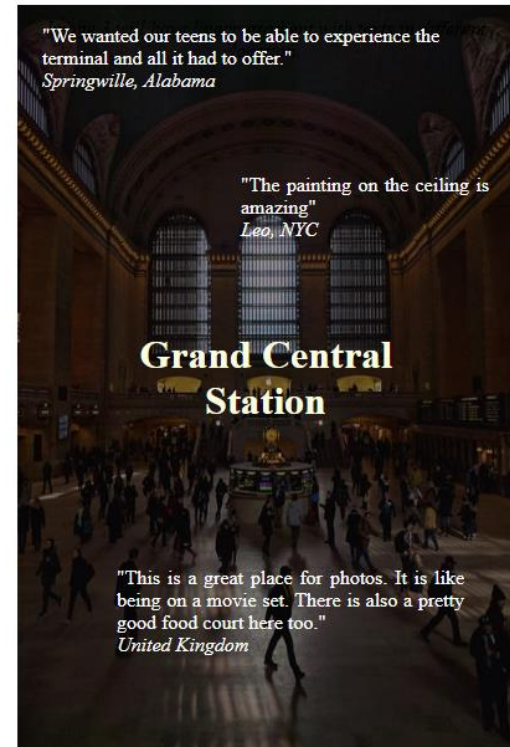 "We wanted our teens to be able to experience the
terminal and all it had to offer."
Springwille, Alabama
"The painting on the ceiling is
amazing"
Leo, NYC
Grand Central
Station
"This is a great place for photos. It is like
being on a movie set. There is also a pretty
good food court here too."
United Kingdom